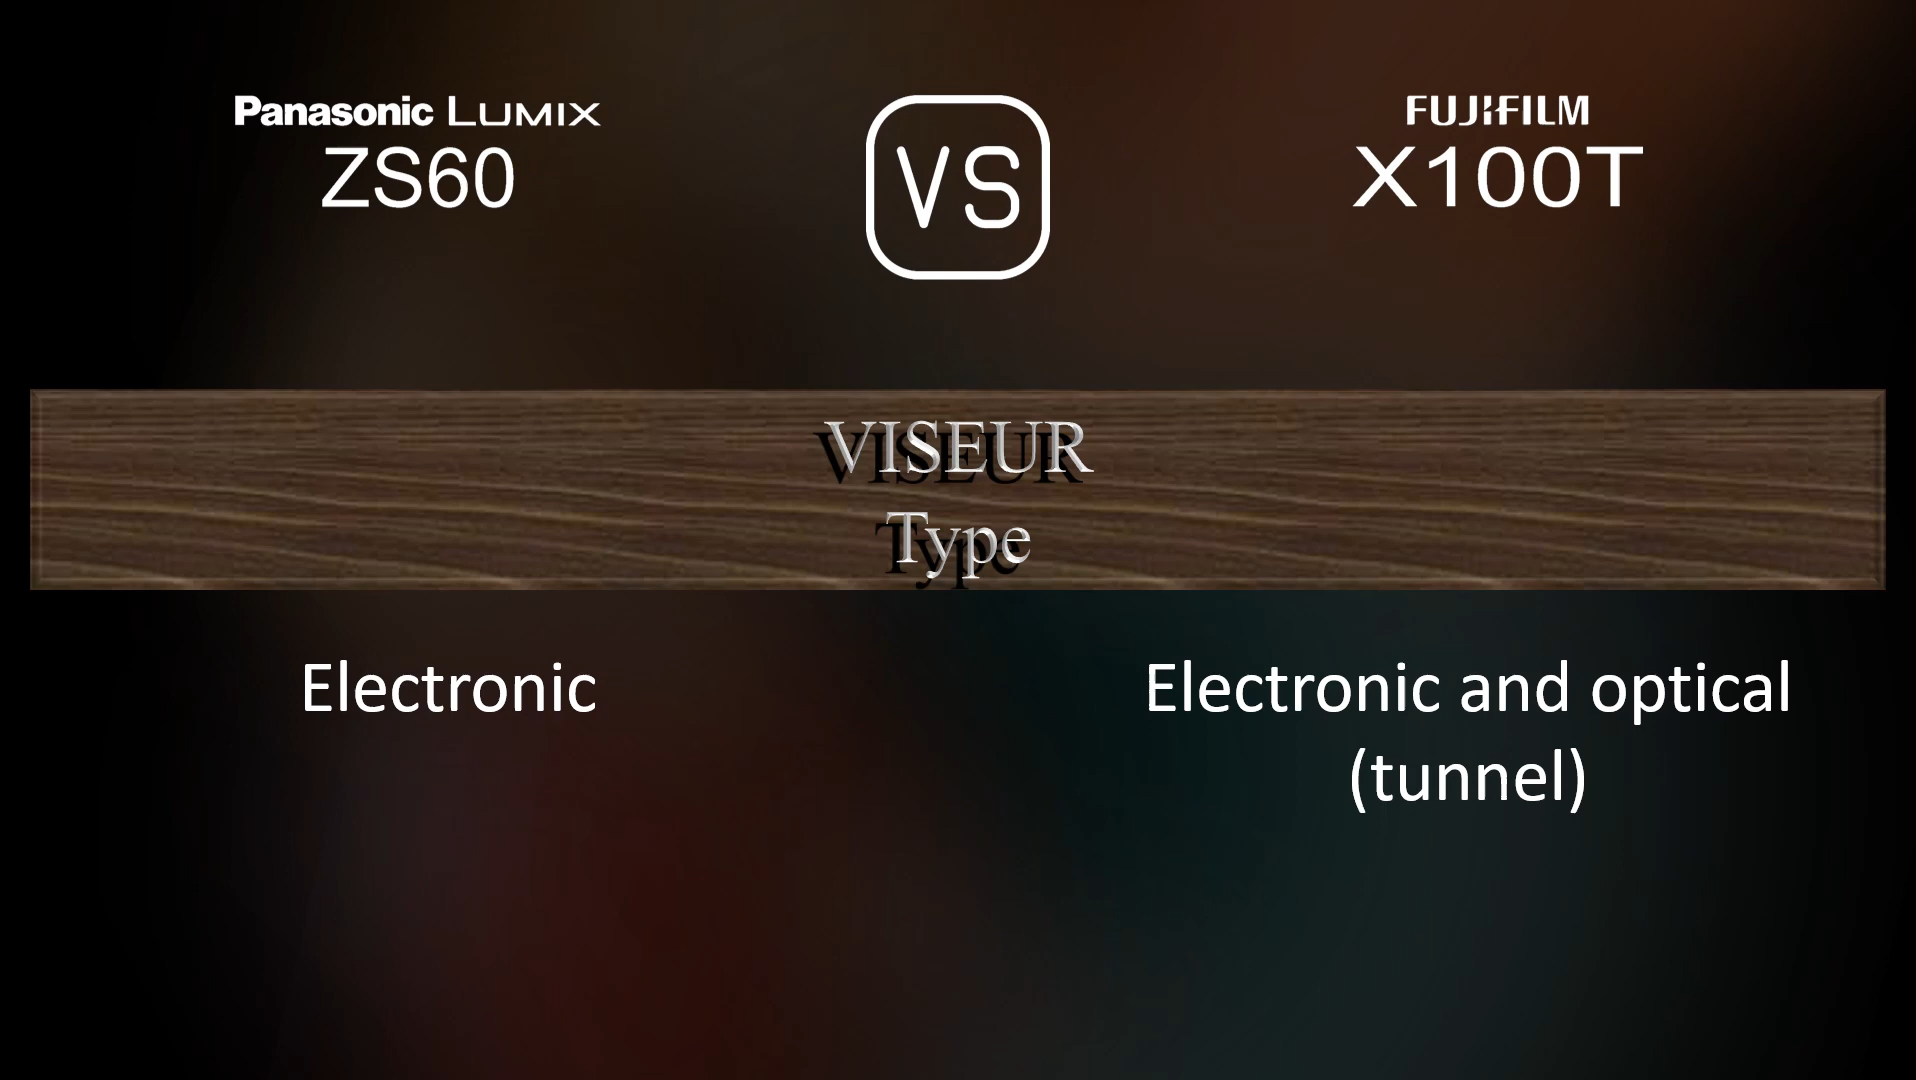 Panasonic LUMIX
ZS60
VS
FUJIFILM
X100T
VISEUR
Type
Electronic
Electronic and optical
(tunnel)